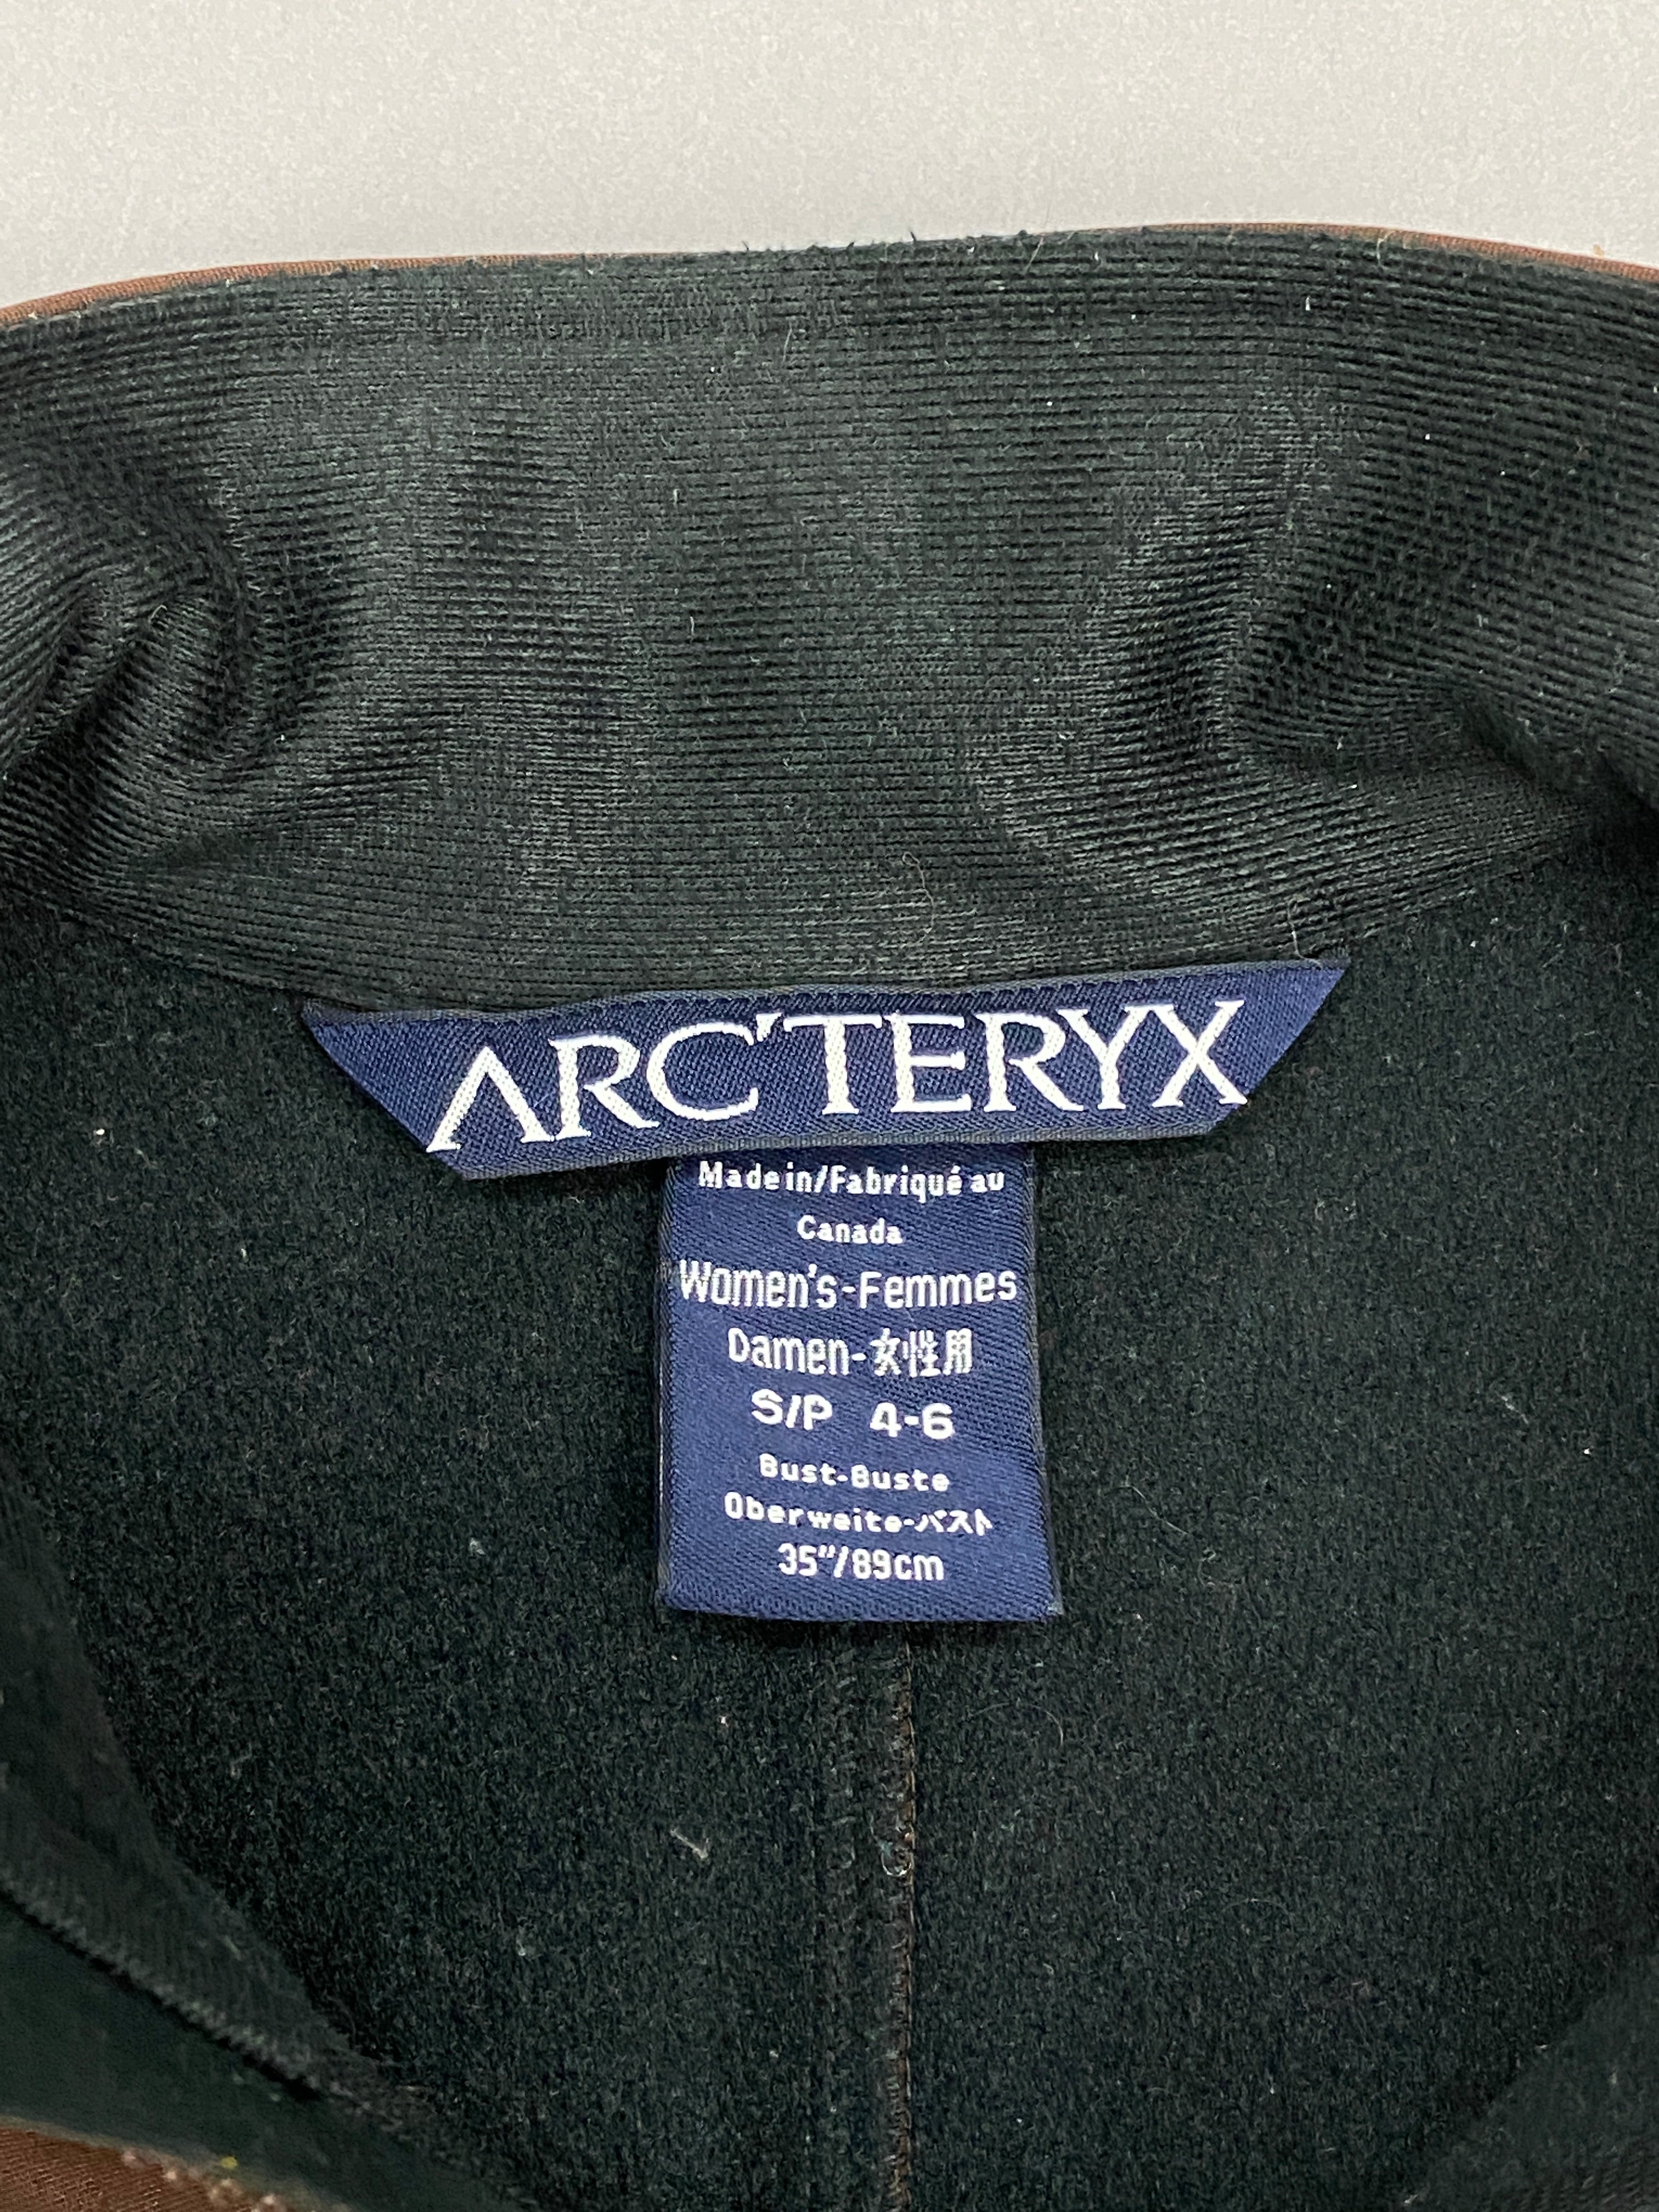 ARC'TERYX
Made in/Fabriqué au
Canada
Women's-Femmes
Damen-女性用
S/P 4-6
Bust-Buste
Oberweite-バスト
35"/89cm